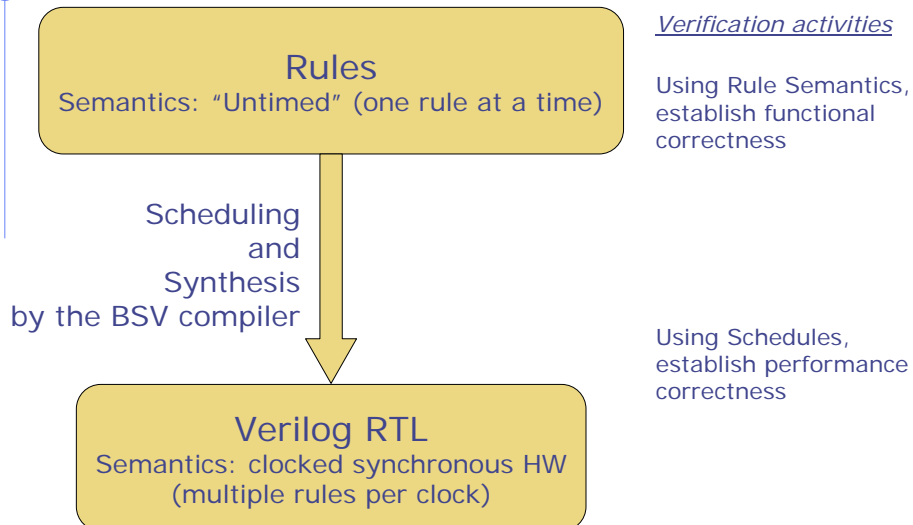 Verification activities
Rules
Semantics: “Untimed” (one rule at a time)
Using Rule Semantics,
establish functional
correctness
Scheduling
and
Synthesis
by the BSV compiler
Using Schedules,
establish performance
correctness
Verilog RTL
Semantics: clocked synchronous HW
(multiple rules per clock)